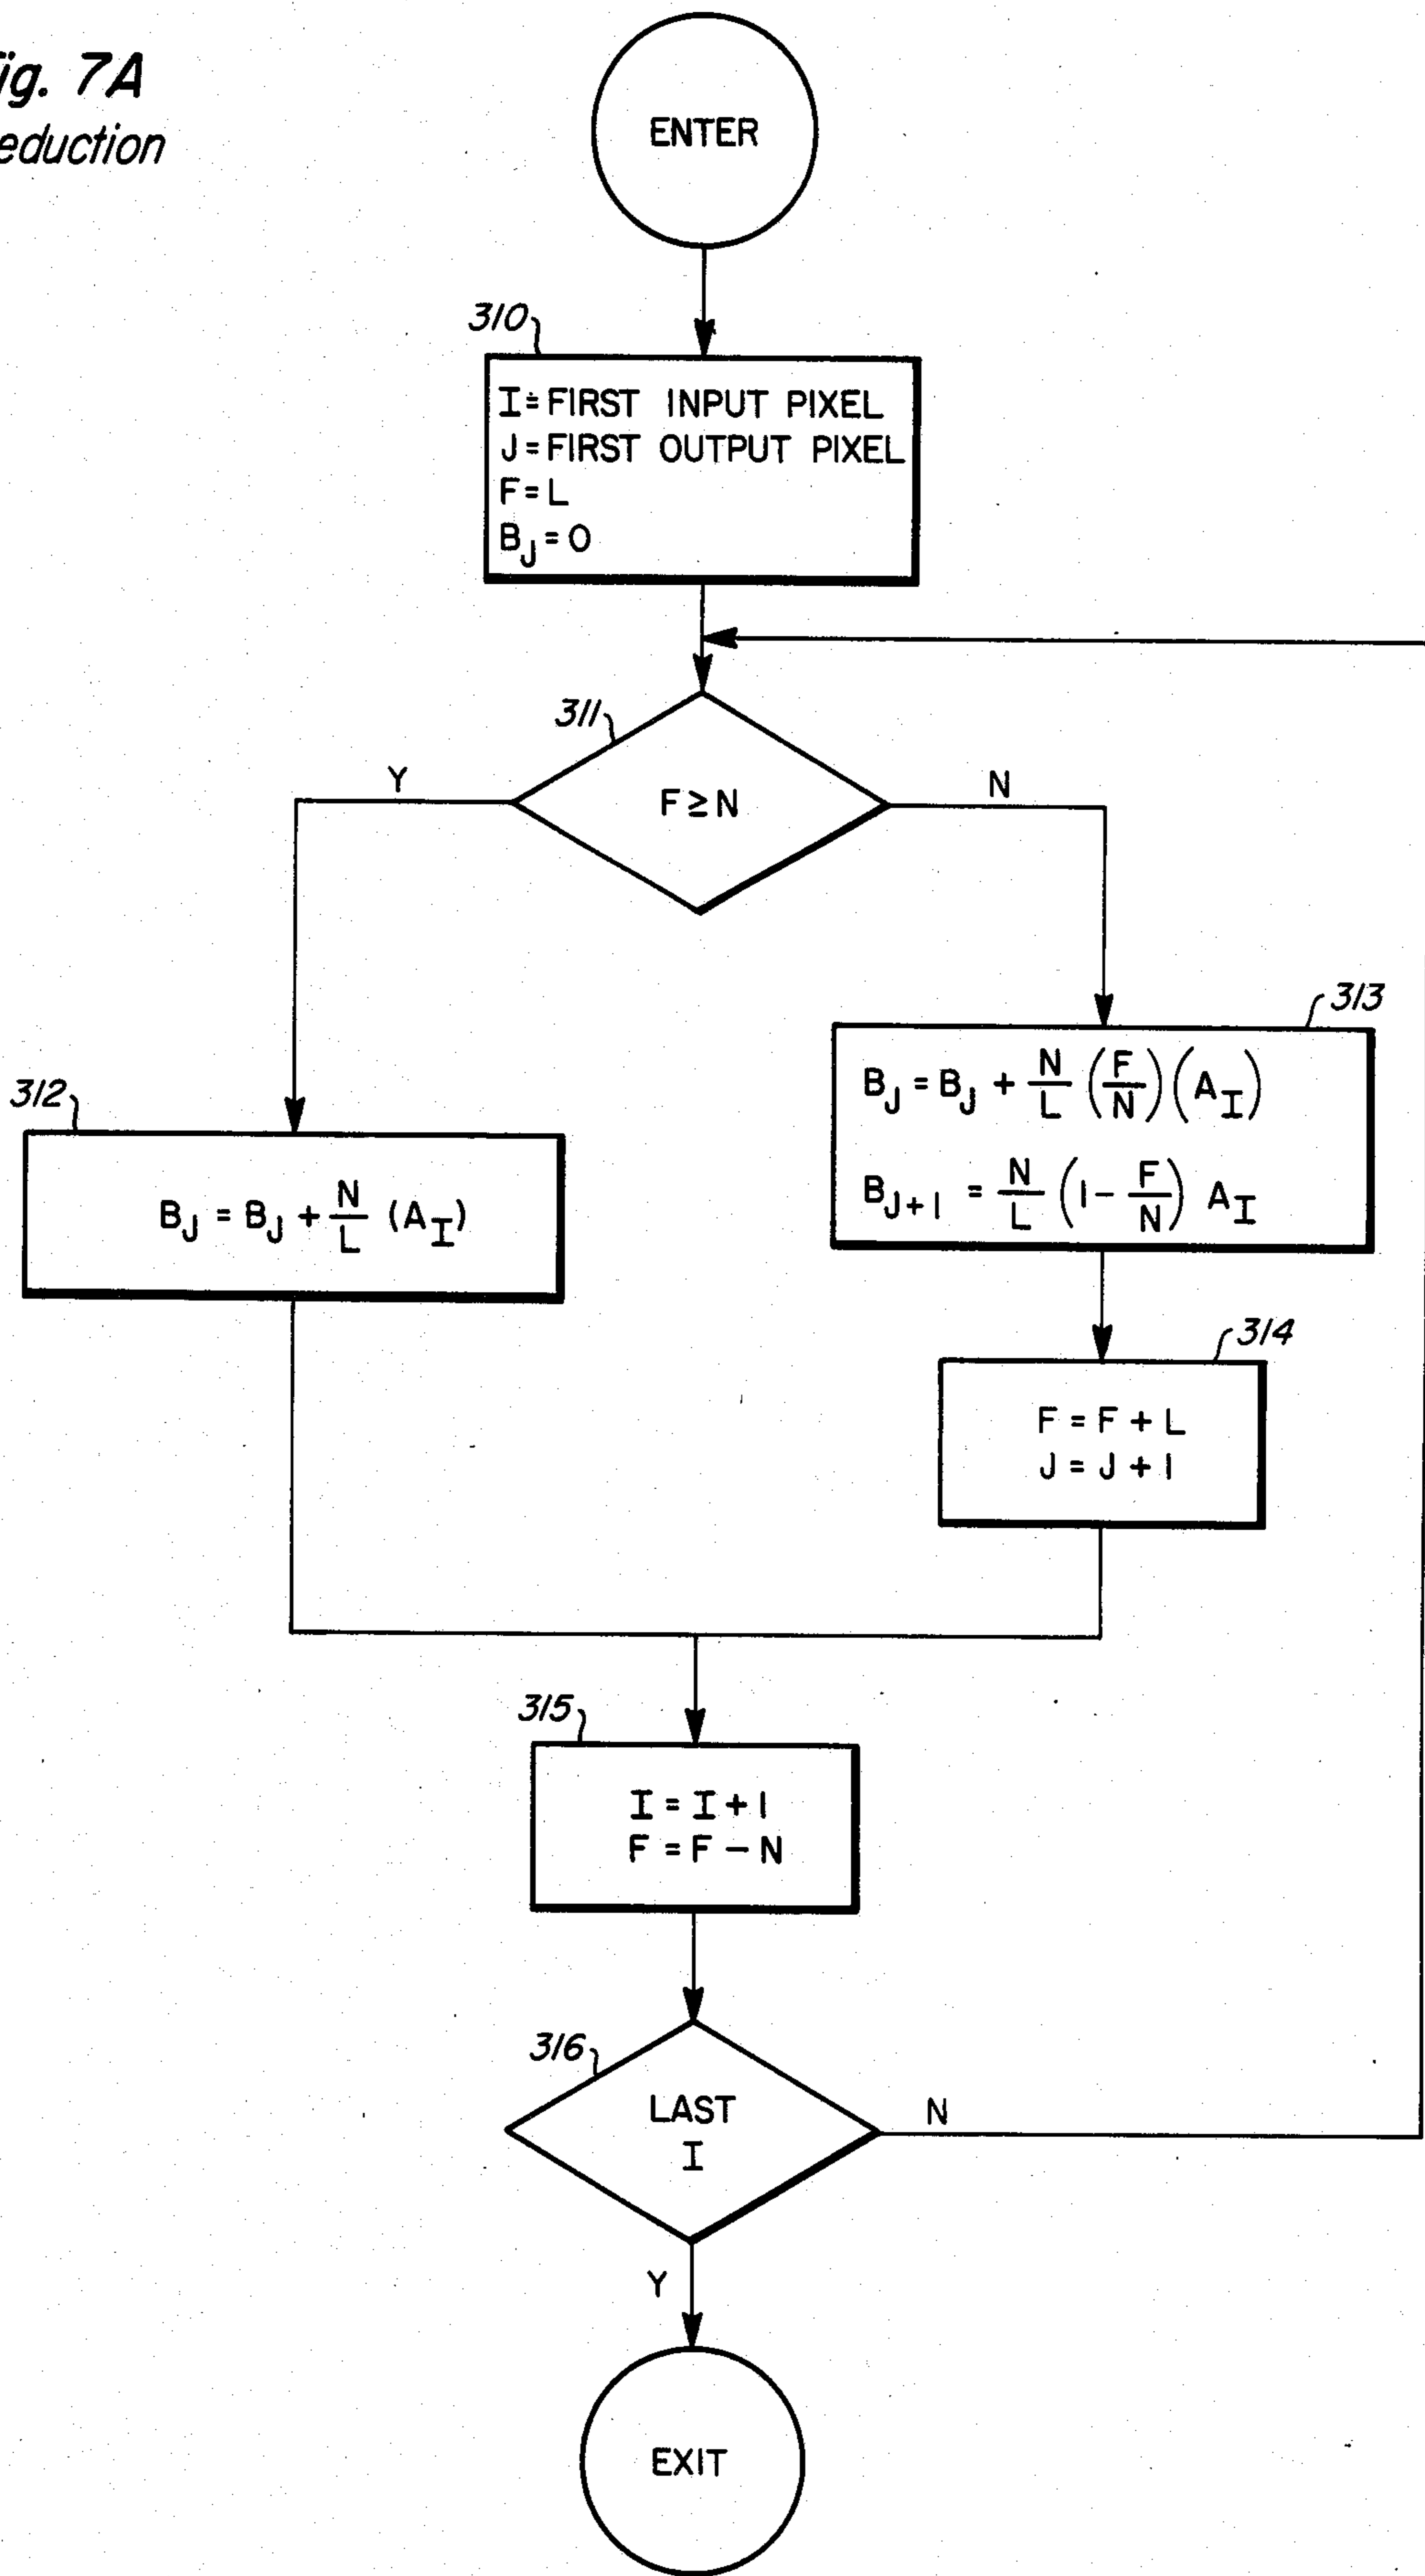 ig. 7A
eduction
ENTER
310
I = FIRST INPUT PIXEL
J = FIRST OUTPUT PIXEL
F = L
B_J = 0
311
Y
F ≥ N
N
313
B_J = B_J + N/L (F/N)(A_I)
B_J+1 = N/L (1 - F/N) A_I
312
B_J = B_J + N/L (A_I)
314
F = F + L
J = J + 1
315
I = I + 1
F = F - N
316
LAST
I
N
Y
EXIT